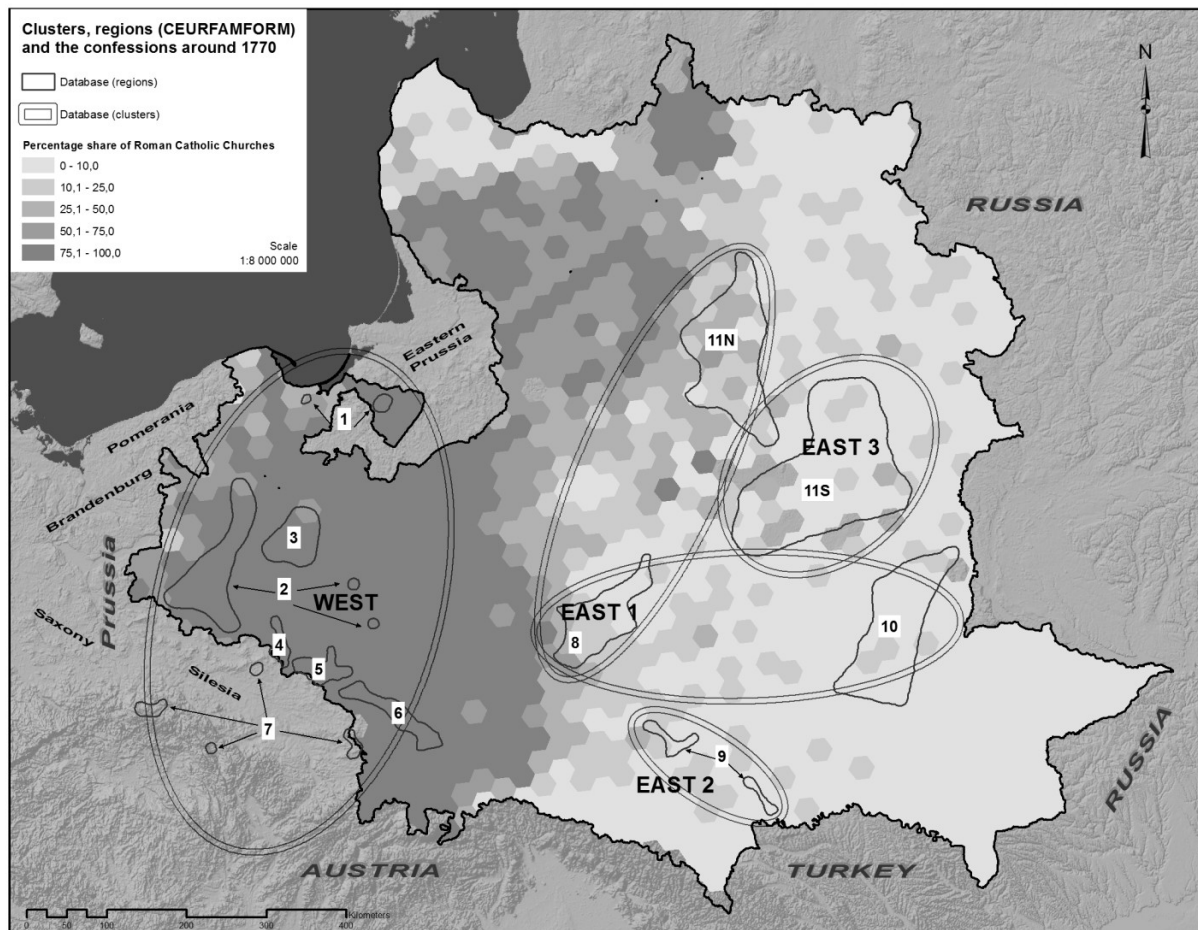 Clusters, regions (CEURFAMFORM)
and the confessions around 1770
Database (regions)
Database (clusters)
Percentage share of Roman Catholic Churches
0 - 10,0
10,1 - 25,0
25,1 - 50,0
50,1 - 75,0
75,1 - 100,0
Scale
1:8 000 000
N
RUSSIA
Eastern
Prussia
11N
Pomerania
1
Brandenburg
EAST 3
11S
3
Prussia
2
WEST
EAST 1
8
10
Saxony
4
5
Silesia
6
7
9
EAST 2
RUSSIA
AUSTRIA
TURKEY
Kilometers
0
100
200
300
400